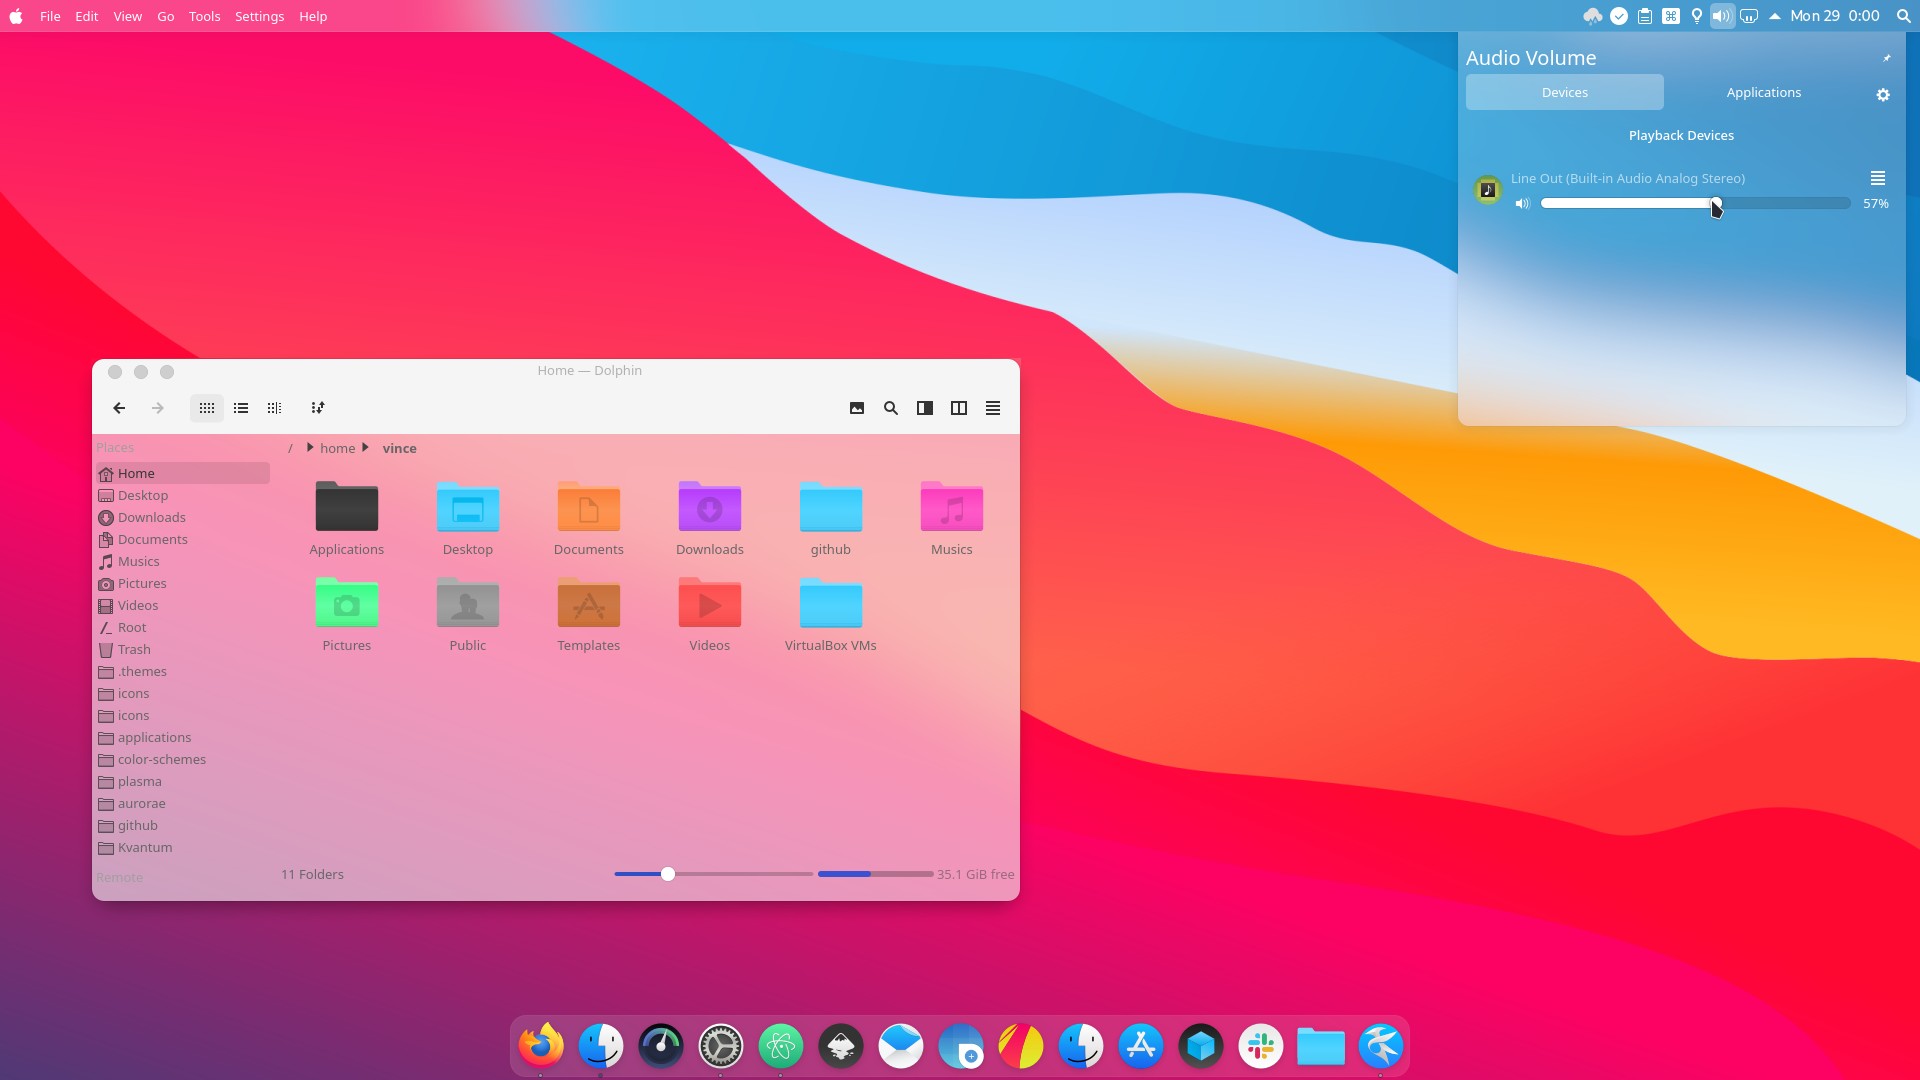 File Edit View Go Tools Settings Help
Mon 29 0:00
Audio Volume
Devices Applications
Playback Devices
Line Out (Built-in Audio Analog Stereo)
57%
Home — Dolphin
Places
Home
Desktop
Downloads
Documents
Musics
Pictures
Videos
Root
Trash
.themes
icons
icons
applications
color-schemes
plasma
aurorae
github
Kvantum
Remote
/ home vince
Applications Desktop Documents Downloads github Musics
Pictures Public Templates Videos VirtualBox VMs
11 Folders
35.1 GiB free